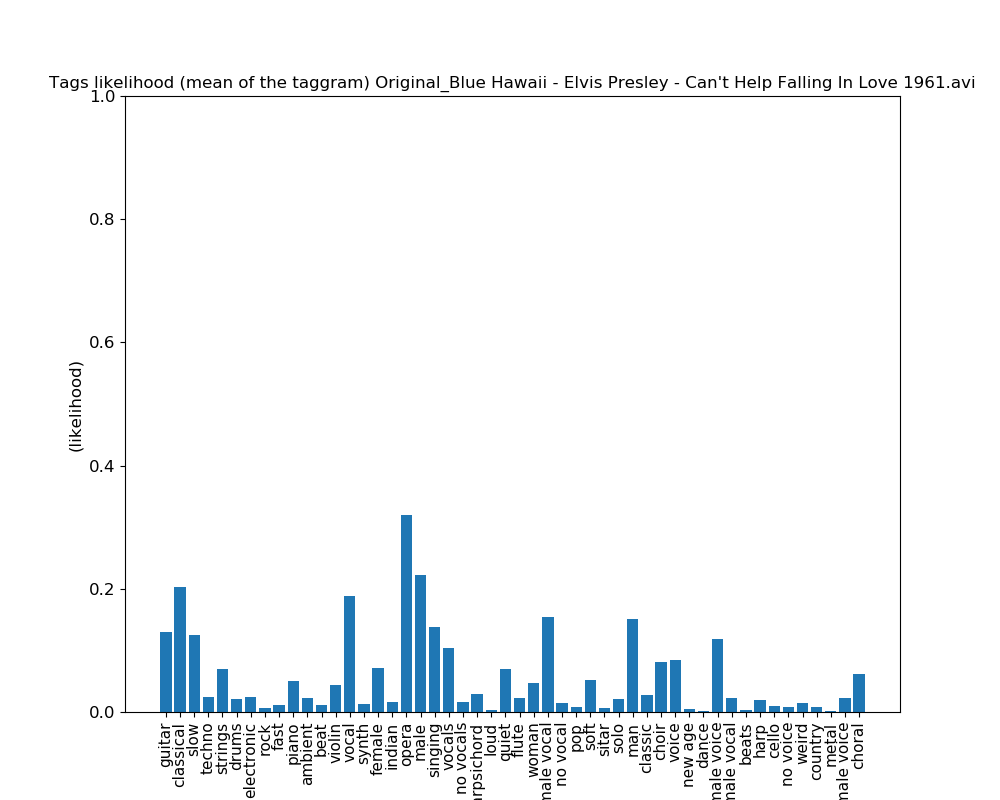 Tags likelihood (mean of the taggram) Original_Blue Hawaii - Elvis Presley - Can't Help Falling In Love 1961.avi
1.0
0.8
0.6
0.4
0.2
0.0
(likelihood)
guitar
classical
slow
techno
strings
drums
electronic
rock
fast
piano
ambient
beat
violin
vocal
synth
female
indian
opera
male
singing
vocals
no vocals
arpsichord
loud
quiet
flute
woman
male vocal
no vocal
pop
soft
sitar
solo
man
classic
choir
voice
new age
dance
male voice
male vocal
beats
harp
cello
no voice
weird
country
metal
male voice
choral